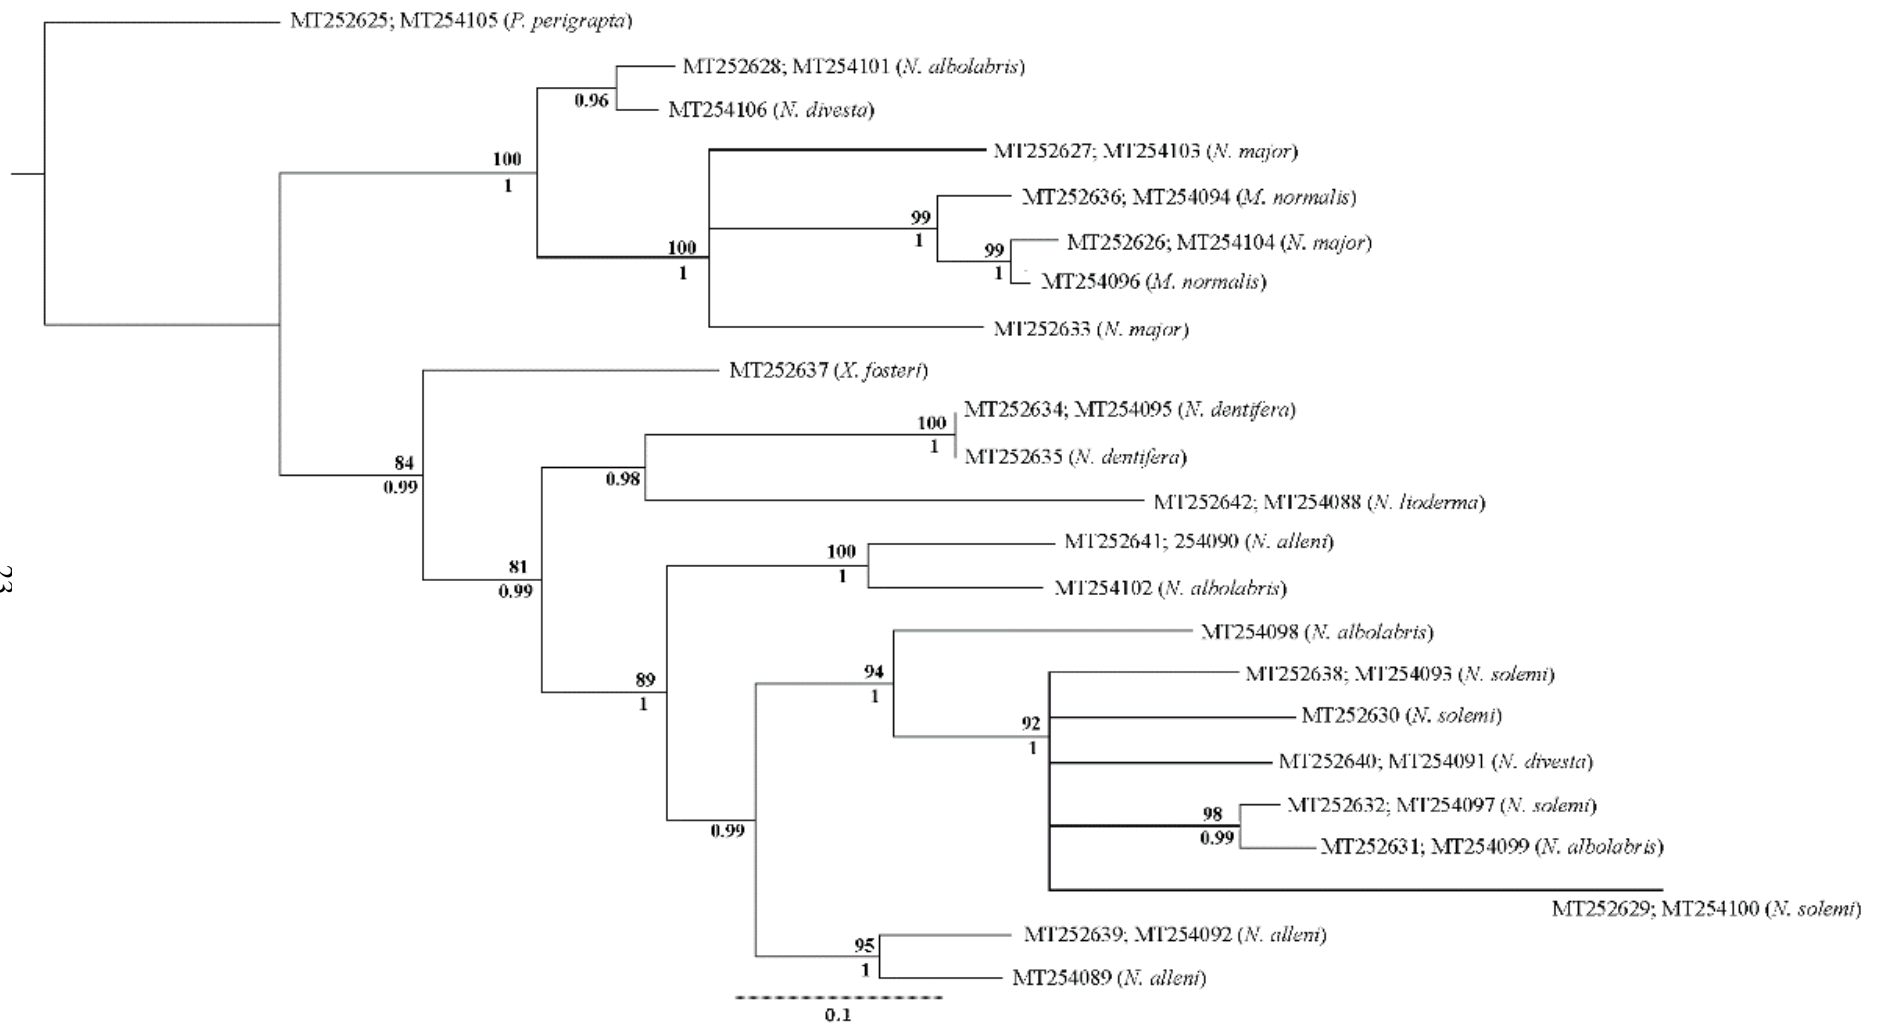 MT252625; MT254105 (P. perigrapta)
MT252628; MT254101 (N. albolabris)
0.96
MT254106 (N. divesta)
MT252627; MT254103 (N. major)
100
1
MT252636; MT254094 (M. normalis)
99
1
MT252626; MT254104 (N. major)
100
1
99
1
MT254096 (M. normalis)
MT252633 (N. major)
MT252637 (X. fosteri)
MT252634; MT254095 (N. dentifera)
100
1
MT252635 (N. dentifera)
84
0.99
0.98
MT252642; MT254088 (N. lioderma)
MT252641; 254090 (N. alleni)
100
1
81
0.99
MT254102 (N. albolabris)
23
MT254098 (N. albolabris)
94
1
MT252638; MT254093 (N. solemi)
89
1
MT252630 (N. solemi)
92
1
MT252640; MT254091 (N. divesta)
MT252632; MT254097 (N. solemi)
98
0.99
0.99
MT252631; MT254099 (N. albolabris)
MT252629; MT254100 (N. solemi)
MT252639; MT254092 (N. alleni)
95
1
MT254089 (N. alleni)
0.1